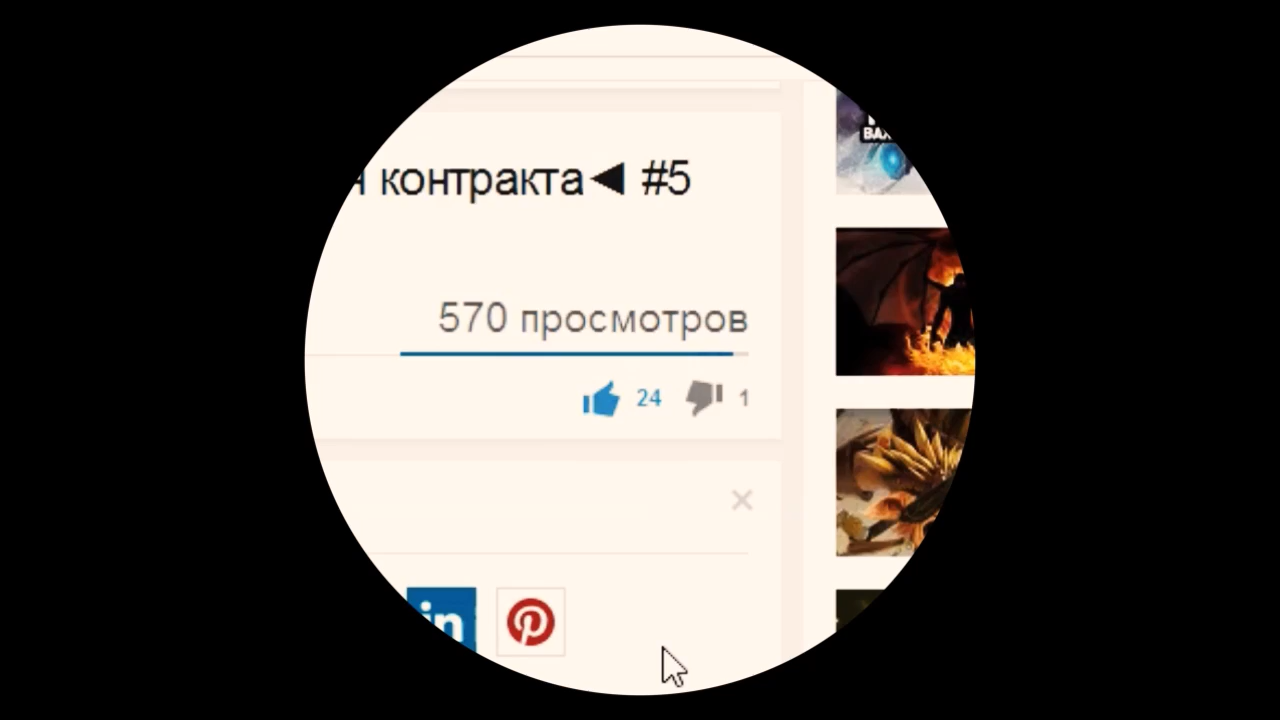 контракта◄ #5
570 просмотров
24 1
in